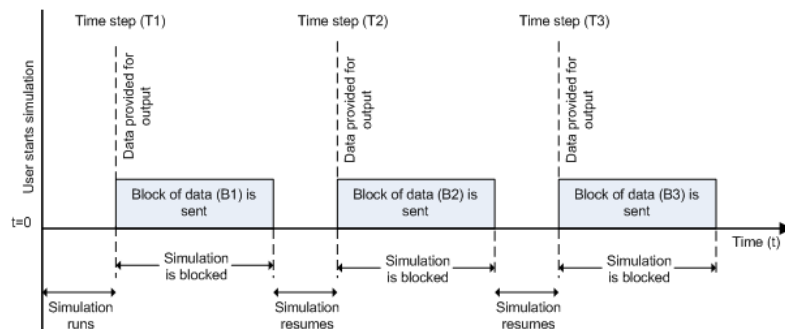 Time step (T1)
Time step (T2)
Time step (T3)
User starts simulation
Data provided for
output
Data provided for
output
Data provided for
output
Block of data (B1) is
sent
Block of data (B2) is
sent
Block of data (B3) is
sent
t=0
Time (t)
Simulation
is blocked
Simulation
is blocked
Simulation
is blocked
Simulation
runs
Simulation
resumes
Simulation
resumes